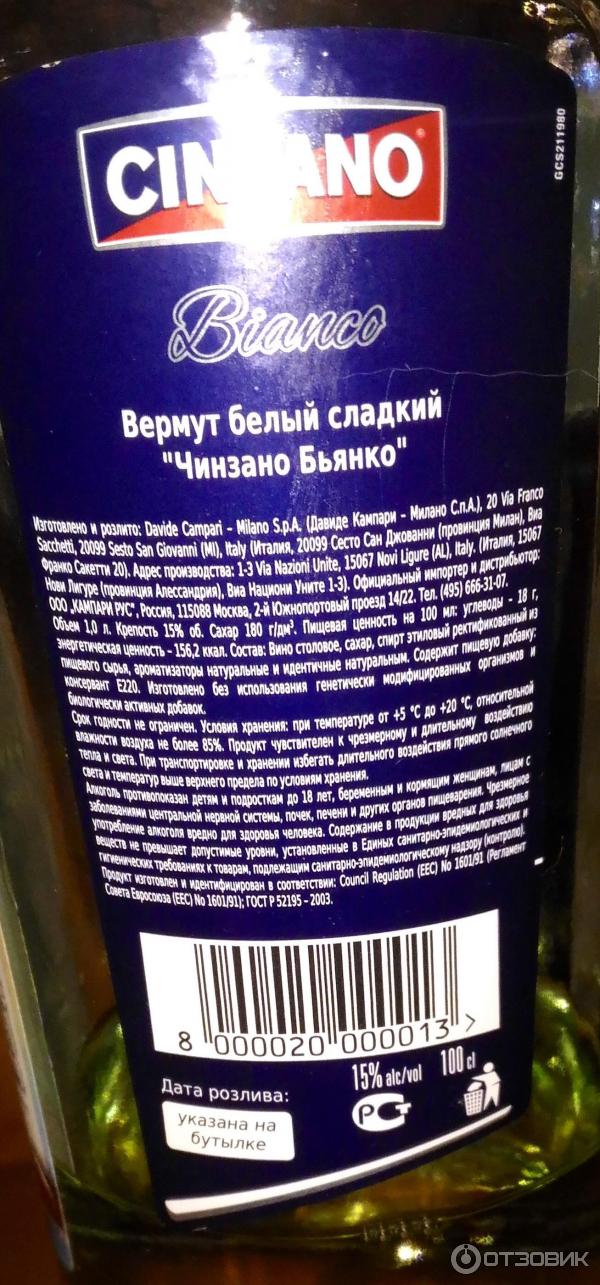 CINZANO
GCS211980
Bianco
Вермут белый сладкий
"Чинзано Бьянко"
Изготовлено и розлито: Davide Campari – Milano S.p.A. (Давиде Кампари – Милано С.п.А.), 20 Via Franco
Sacchetti, 20099 Sesto San Giovanni (MI), Italy (Италия, 20099 Сесто Сан Джованни (провинция Милан), Виа
Франко Сакетти 20). Адрес производства: 1-3 Via Nazioni Unite, 15067 Novi Ligure (AL), Italy. (Италия, 15067
Нови Лигуре (провинция Алессандрия), Виа Национи Уните 1-3). Официальный импортер и дистрибьютор:
ООО „КАМПАРИ РУС", Россия, 115088 Москва, 2-й Южнопортовый проезд 14/22. Тел. (495) 666-31-07.
Объем 1,0 л. Крепость 15% об. Сахар 180 г/дм³. Пищевая ценность на 100 мл: углеводы – 18 г,
энергетическая ценность – 156,2 ккал. Состав: Вино столовое, сахар, спирт этиловый ректификованный из
пищевого сырья, ароматизаторы натуральные и идентичные натуральным. Содержит пищевую добавку:
консервант Е220. Изготовлено без использования генетически модифицированных организмов и
биологически активных добавок.
Срок годности не ограничен. Условия хранения: при температуре от +5 °C до +20 °C, относительной
влажности воздуха не более 85%. Продукт чувствителен к чрезмерному и длительному воздействию
тепла и света. При транспортировке и хранении избегать длительного воздействия прямого солнечного
света и температур выше верхнего предела по условиям хранения.
Алкоголь противопоказан детям и подросткам до 18 лет, беременным и кормящим женщинам, лицам с
заболеваниями центральной нервной системы, почек, печени и других органов пищеварения. Чрезмерное
употребление алкоголя вредно для здоровья человека. Содержание в продукции вредных для здоровья
веществ не превышает допустимые уровни, установленные в Единых санитарно-эпидемиологических и
гигиенических требованиях к товарам, подлежащим санитарно-эпидемиологическому надзору (контролю).
Продукт изготовлен и идентифицирован в соответствии: Council Regulation (EEC) No 1601/91 (Регламент
Совета Евросоюза (ЕЕС) No 1601/91); ГОСТ Р 52195 – 2003.
8 000020 000013 >
15% alc/vol 100 cl
Дата розлива:
указана на
бутылке
РСТ
ОТЗОВИК